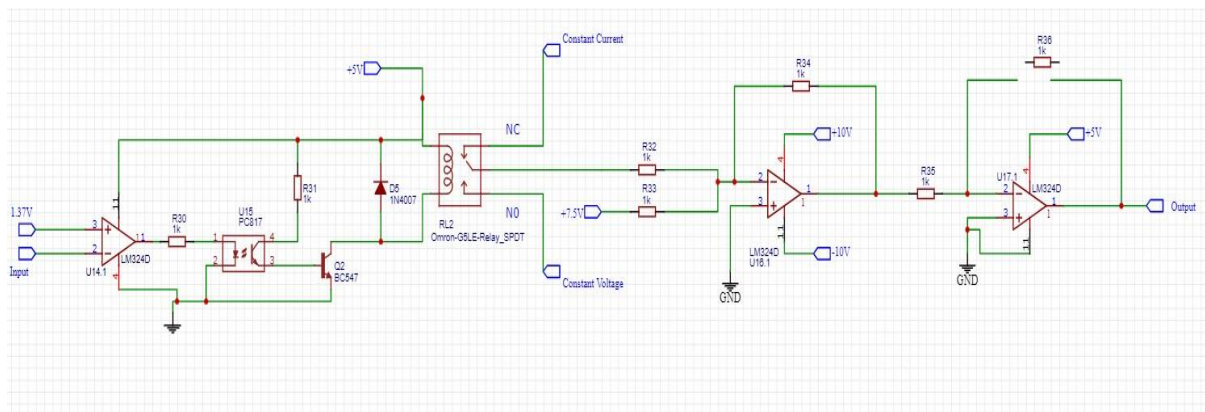 +5V
Constant Current
NC
N0
RL2
Omron-G5LE-Relay_SPDT
Constant Voltage
1.37V
Input
3
2
11
4
1
LM324D
U14.1
R30
1k
U15
PC817
1
2
4
3
R31
1k
D5
1N4007
Q2
BC547
R32
1k
R33
1k
+7.5V
R34
1k
+10V
4
2
3
1
11
LM324D
U16.1
-10V
GND
R35
1k
R36
1k
+5V
4
U17.1
LM324D
2
3
1
11
GND
Output